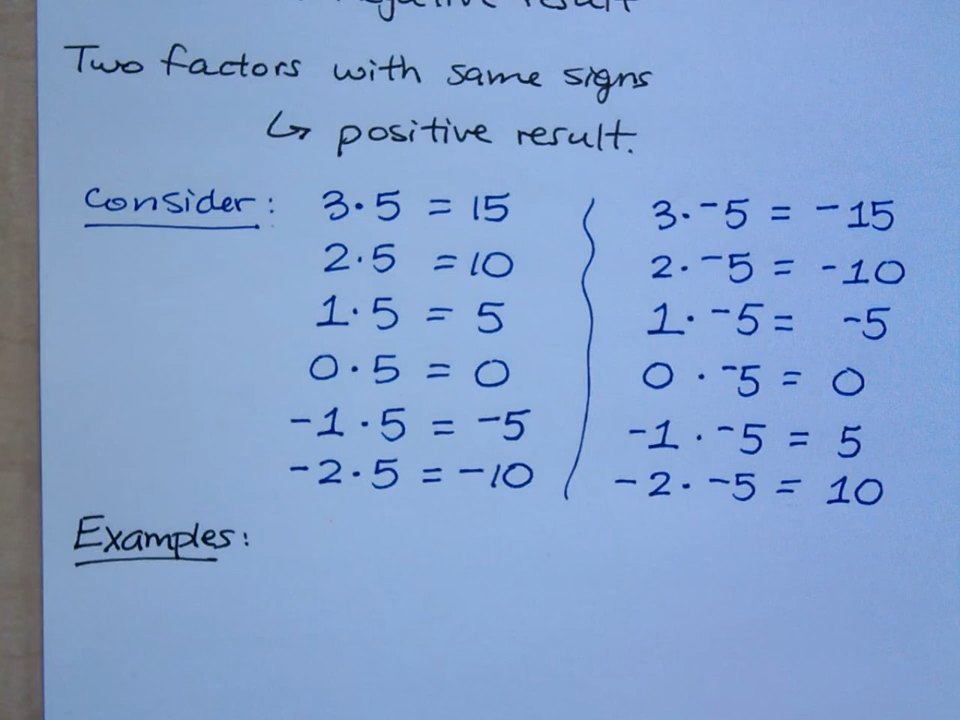 negative result
Two factors with same signs
↳ positive result.
Consider: 3·5 = 15 3·⁻5 = -15
2·5 = 10 2·⁻5 = -10
1·5 = 5 1·⁻5 = -5
0·5 = 0 0·⁻5 = 0
-1·5 = -5 -1·⁻5 = 5
-2·5 = -10 -2·-5 = 10
Examples: